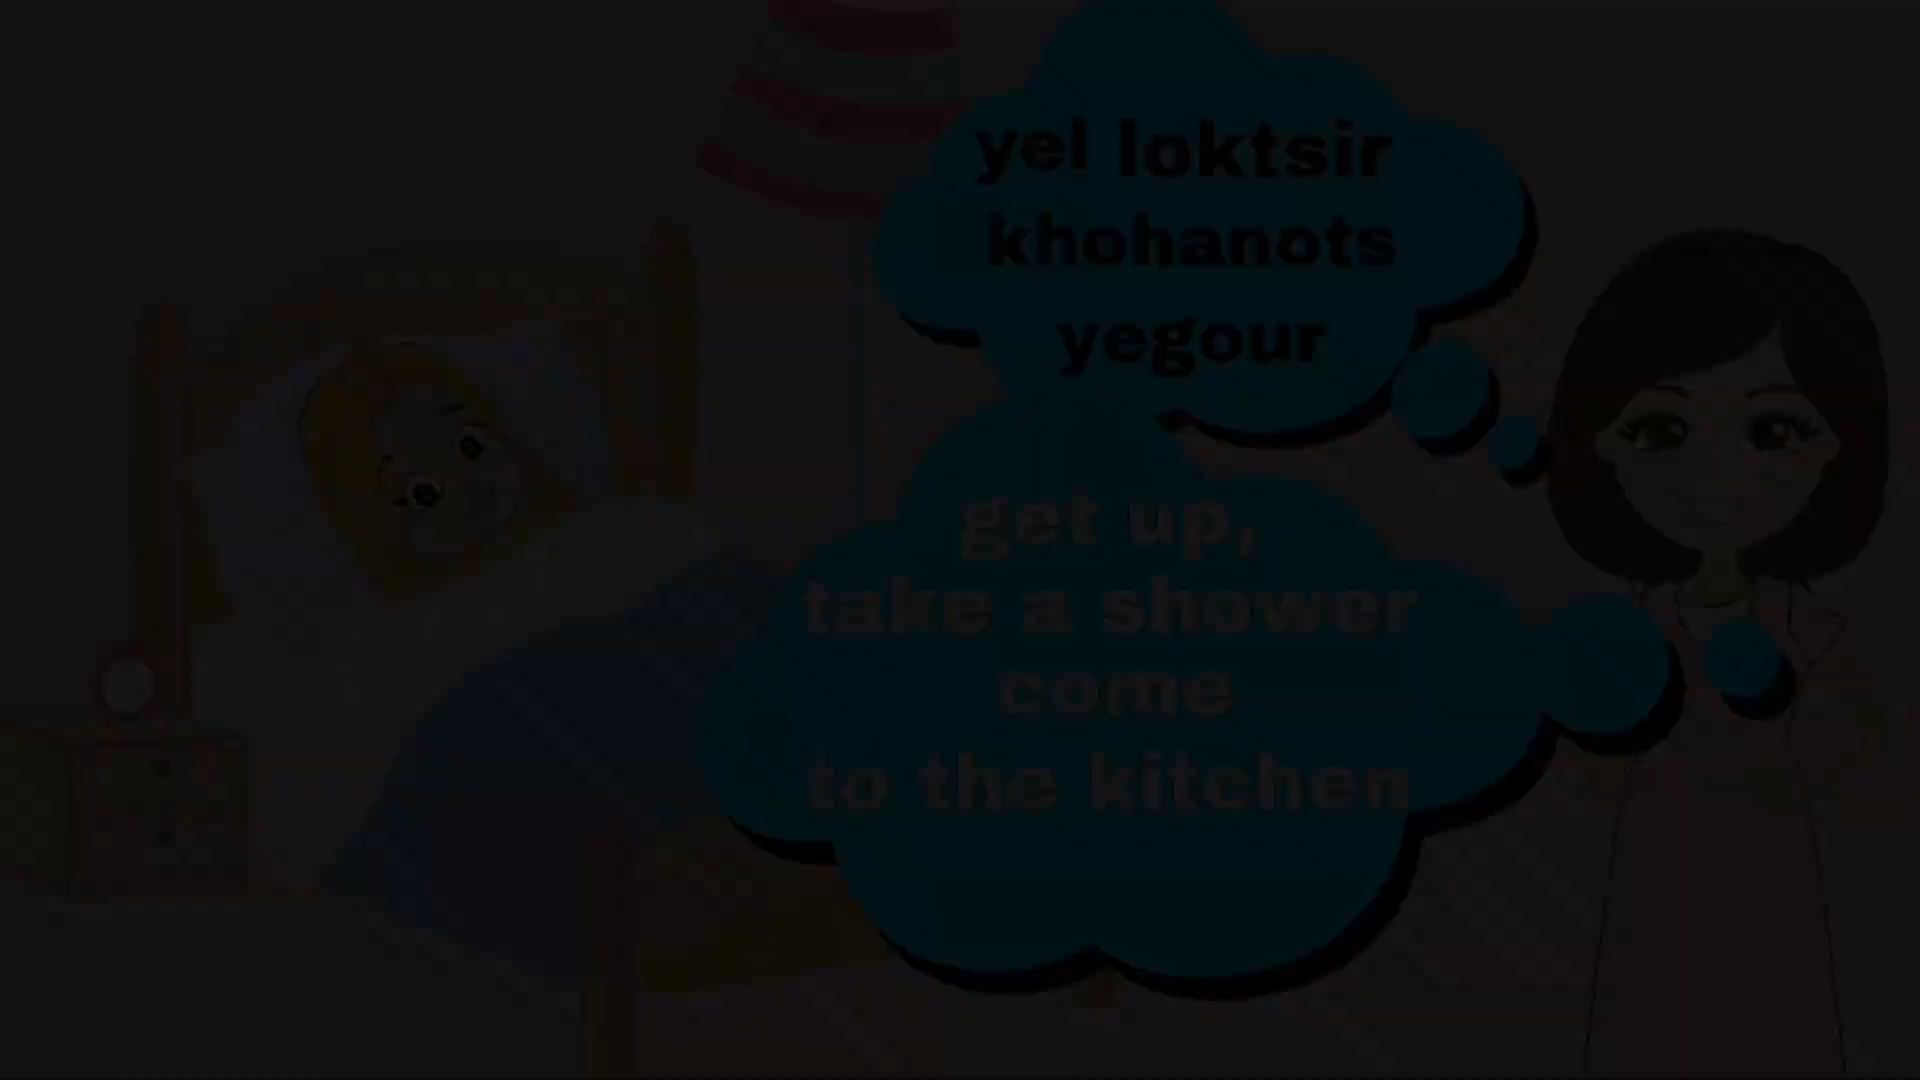 yel loktsir
khohanots
yegour
get up,
take a shower
come
to the kitchen